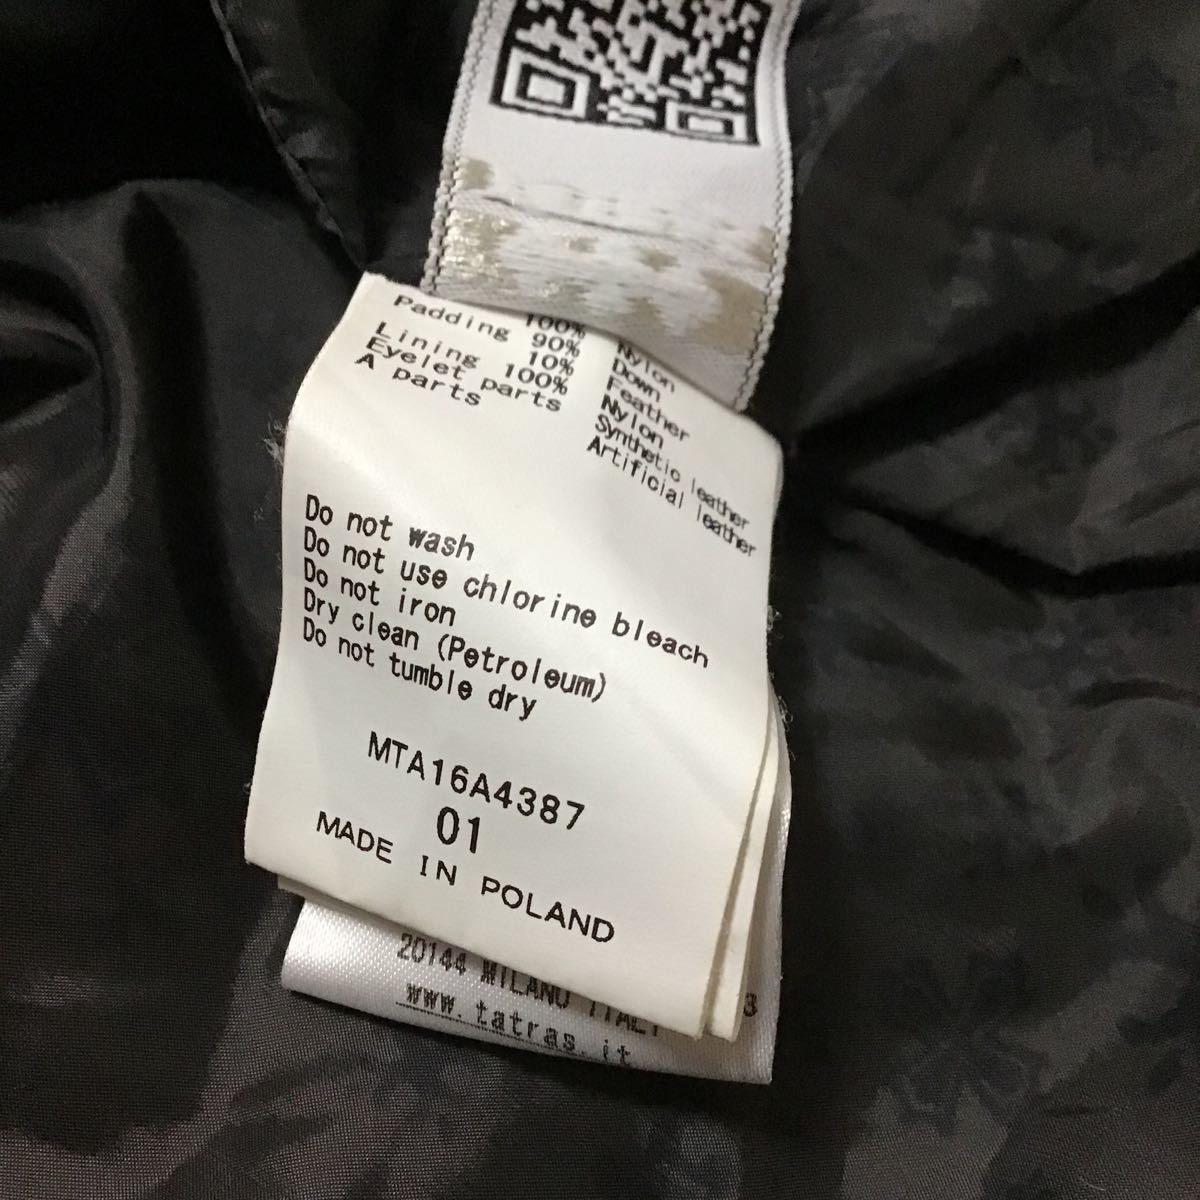 100% Nylon
Padding 90% Down
10% Feather
Lining 100% Nylon
Eyelet parts Synthetic leather
A parts Artificial leather
Do not wash
Do not use chlorine bleach
Do not iron
Dry clean (Petroleum)
Do not tumble dry
MTA16A4387
01
MADE IN POLAND
20144 MILANO ITALY 3
www.tatras.it